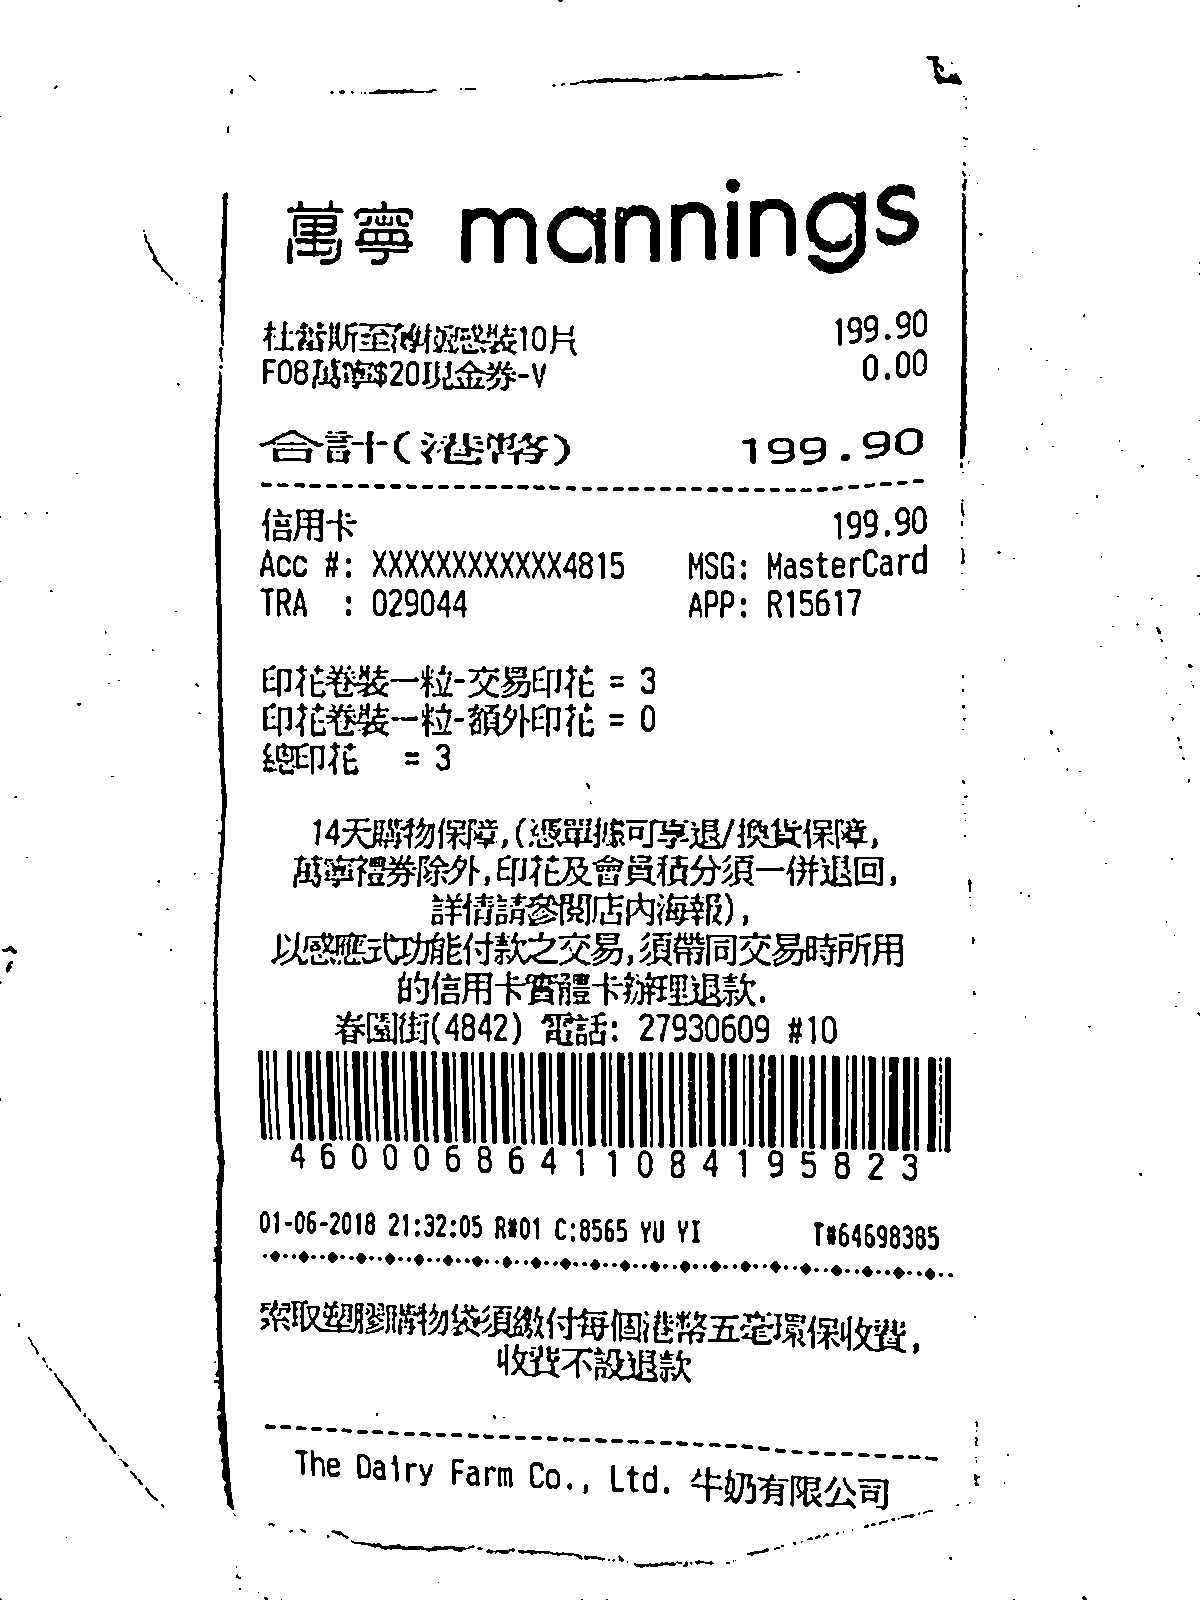 萬寧 mannings
杜蕾斯至薄極感裝10片 199.90
F08萬寧$20現金券-V 0.00
合計(港幣) 199.90
信用卡 199.90
Acc #: XXXXXXXXXXXX4815 MSG: MasterCard
TRA : 029044 APP: R15617
印花卷裝一粒-交易印花 = 3
印花卷裝一粒-額外印花 = 0
總印花 = 3
14天購物保障,(憑單據可享退/換貨保障,
萬寧禮券除外,印花及會員積分須一併退回,
詳情請參閱店內海報),
以感應式功能付款之交易,須帶同交易時所用
的信用卡實體卡辦理退款.
春園街(4842) 電話: 27930609 #10
46000686411084195823
01-06-2018 21:32:05 R#01 C:8565 YU YI T#64698385
索取塑膠購物袋須繳付每個港幣五毫環保收費,
收費不設退款
The Dairy Farm Co., Ltd. 牛奶有限公司